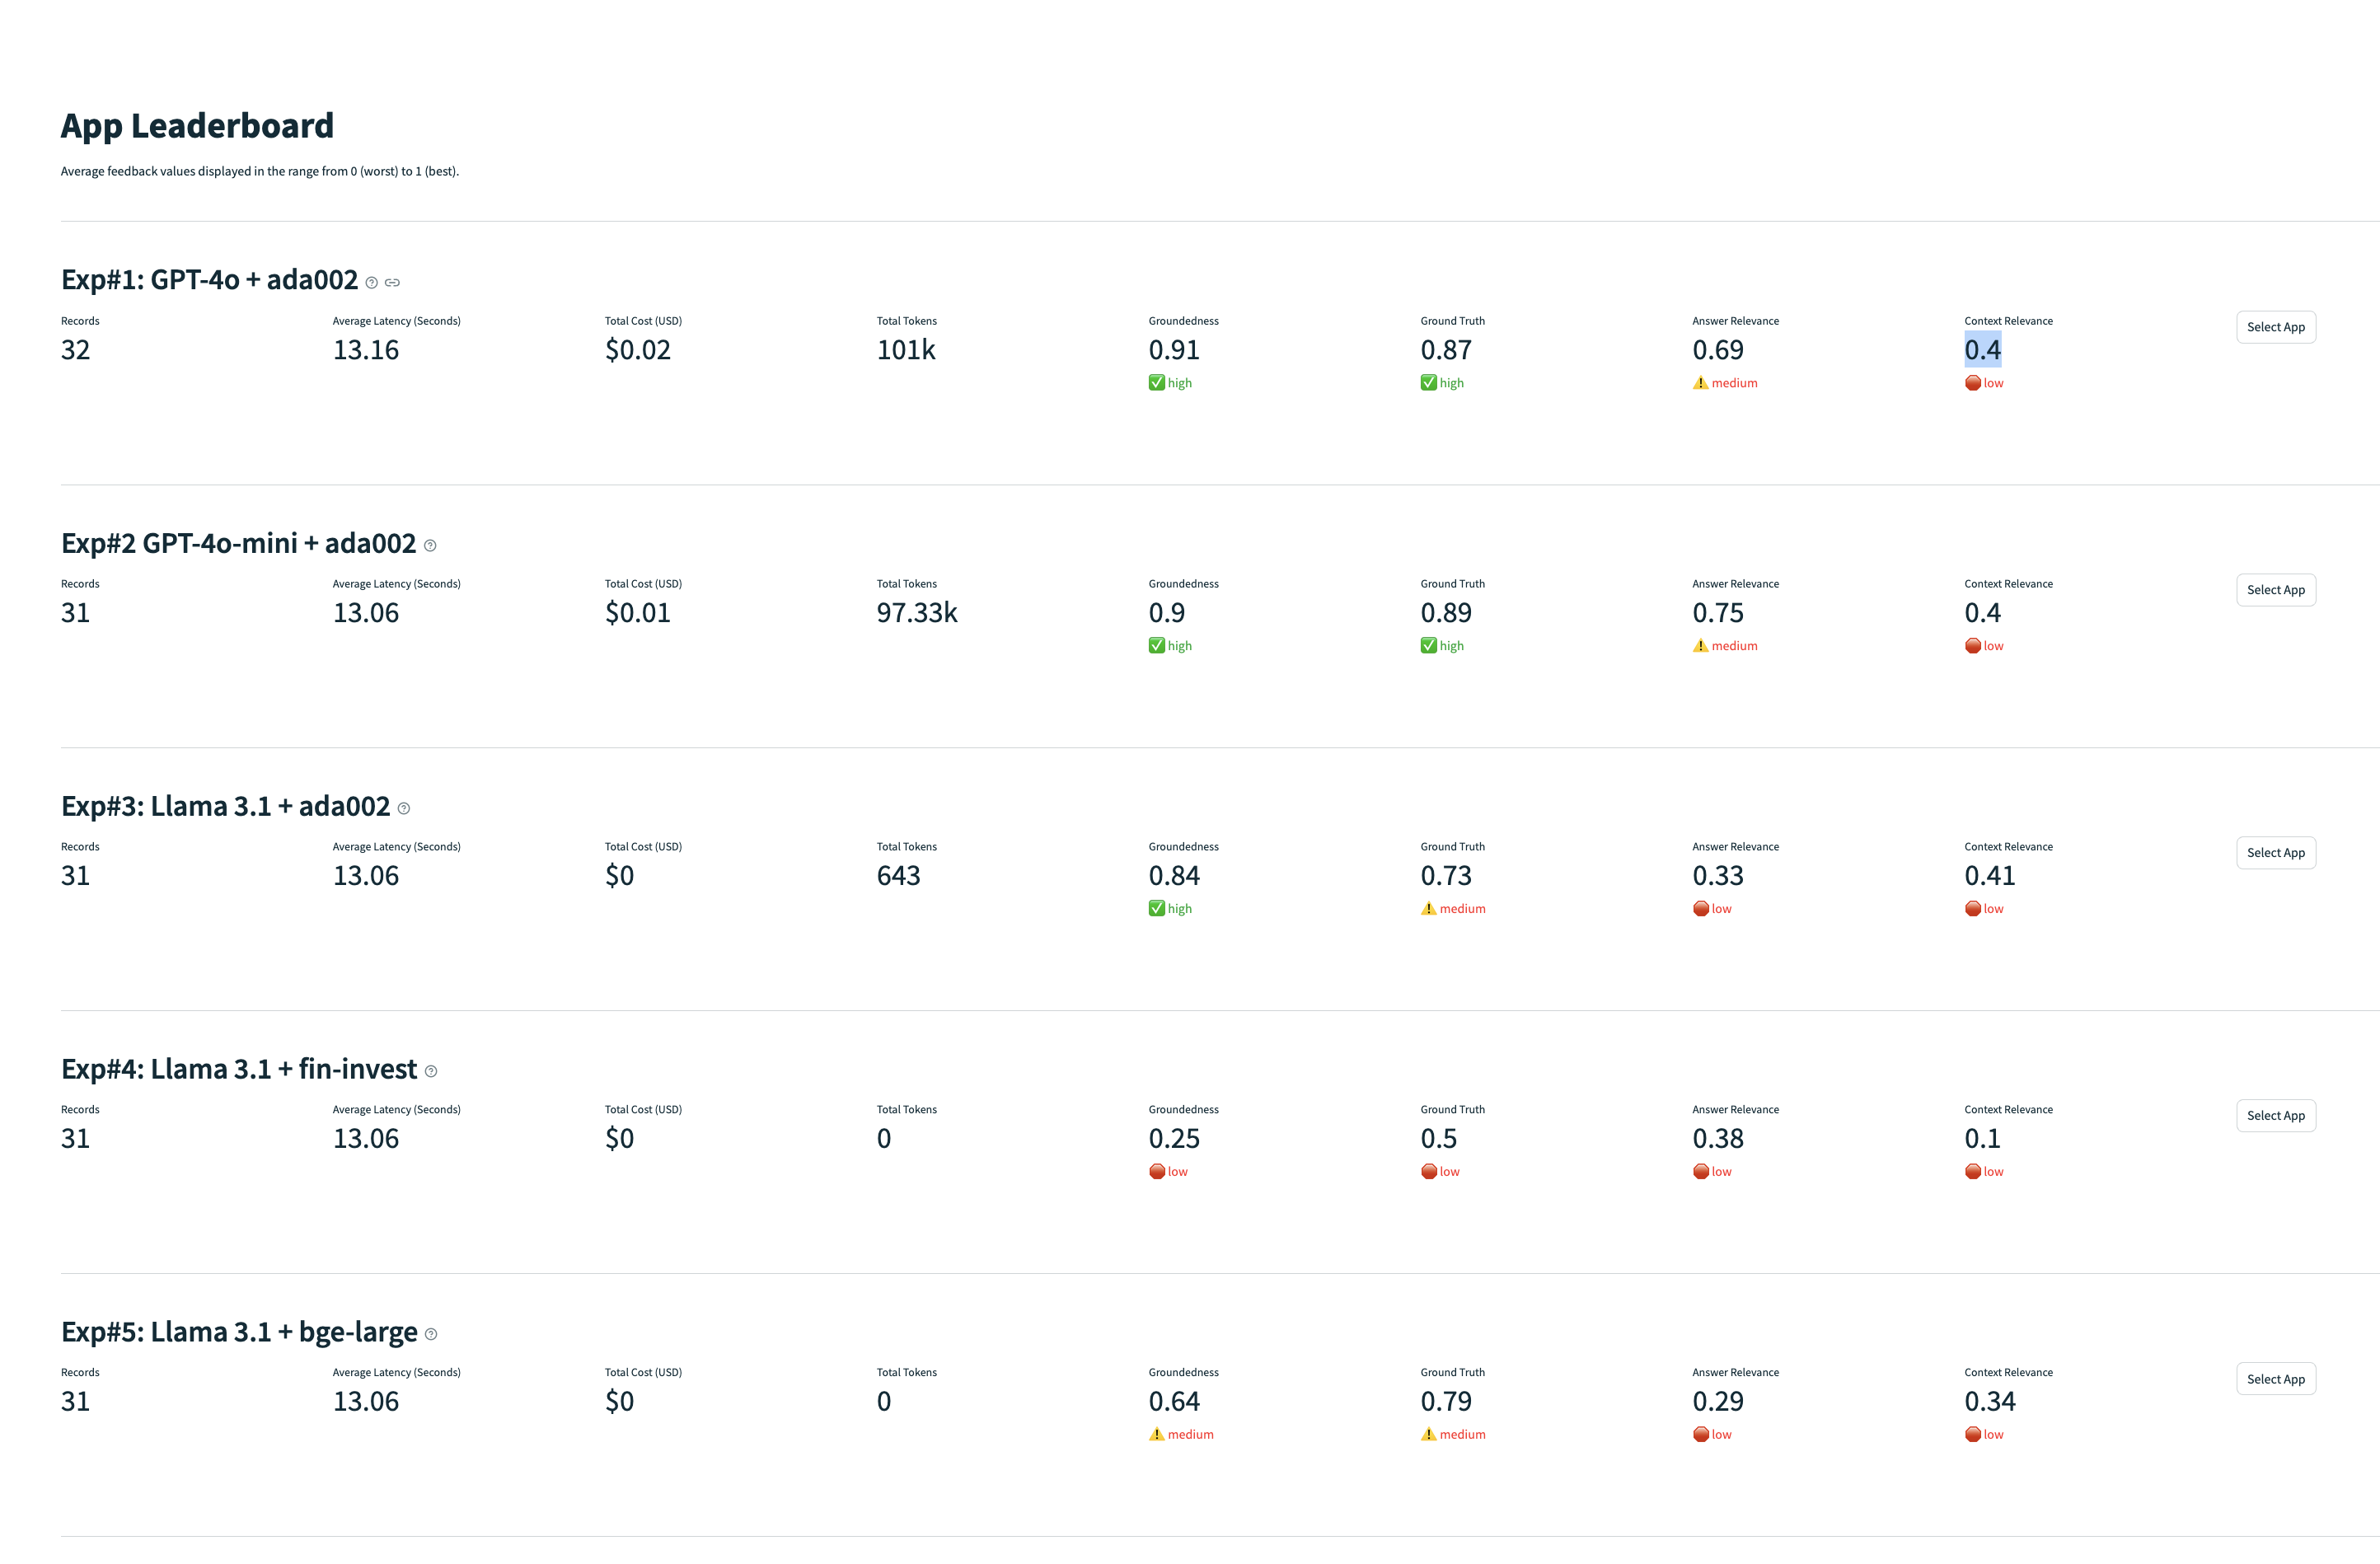 App Leaderboard
Average feedback values displayed in the range from 0 (worst) to 1 (best).
Exp#1: GPT-4o + ada002
Records Average Latency (Seconds) Total Cost (USD) Total Tokens Groundedness Ground Truth Answer Relevance Context Relevance Select App
32 13.16 $0.02 101k 0.91 0.87 0.69 0.4
high high medium low
Exp#2 GPT-4o-mini + ada002
Records Average Latency (Seconds) Total Cost (USD) Total Tokens Groundedness Ground Truth Answer Relevance Context Relevance Select App
31 13.06 $0.01 97.33k 0.9 0.89 0.75 0.4
high high medium low
Exp#3: Llama 3.1 + ada002
Records Average Latency (Seconds) Total Cost (USD) Total Tokens Groundedness Ground Truth Answer Relevance Context Relevance Select App
31 13.06 $0 643 0.84 0.73 0.33 0.41
high medium low low
Exp#4: Llama 3.1 + fin-invest
Records Average Latency (Seconds) Total Cost (USD) Total Tokens Groundedness Ground Truth Answer Relevance Context Relevance Select App
31 13.06 $0 0 0.25 0.5 0.38 0.1
low low low low
Exp#5: Llama 3.1 + bge-large
Records Average Latency (Seconds) Total Cost (USD) Total Tokens Groundedness Ground Truth Answer Relevance Context Relevance Select App
31 13.06 $0 0 0.64 0.79 0.29 0.34
medium medium low low